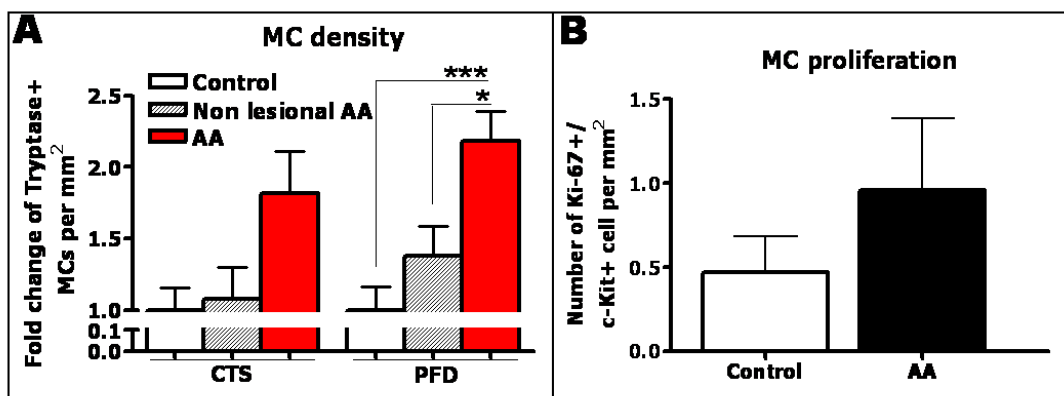 A
MC density
Control
Non lesional AA
AA
***
*
Fold change of Tryptase+
MCs per mm²
2.5
2.0
1.5
1.0
0.1
0.0
CTS
PFD
B
MC proliferation
Number of Ki-67+/
c-Kit+ cell per mm²
1.5
1.0
0.5
0.0
Control
AA